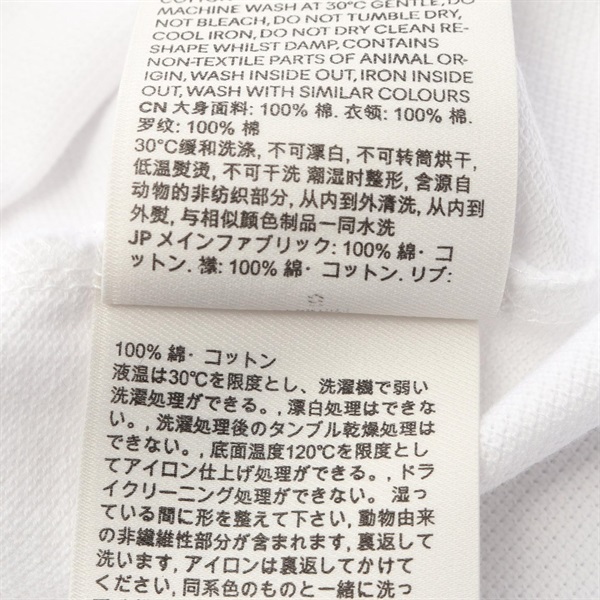 MACHINE WASH AT 30°C GENTLE, DO
NOT BLEACH, DO NOT TUMBLE DRY,
COOL IRON, DO NOT DRY CLEAN RE-
SHAPE WHILST DAMP, CONTAINS
NON-TEXTILE PARTS OF ANIMAL OR-
IGIN, WASH INSIDE OUT, IRON INSIDE
OUT, WASH WITH SIMILAR COLOURS
CN 大身面料: 100% 棉. 衣领: 100% 棉.
罗纹: 100% 棉
30°C缓和洗涤, 不可漂白, 不可转筒烘干,
低温熨烫, 不可干洗 潮湿时整形, 含源自
动物的非纺织部分, 从内到外清洗, 从内到
外熨, 与相似颜色制品一同水洗
JP メインファブリック: 100% 綿・コ
ットン. 襟: 100% 綿・コットン. リブ:
100% 綿・コットン
液温は30℃を限度とし、洗濯機で弱い
洗濯処理ができる。, 漂白処理はできな
い。, 洗濯処理後のタンブル乾燥処理は
できない。, 底面温度120℃を限度とし
てアイロン仕上げ処理ができる。, ドラ
イクリーニング処理ができない。 湿っ
ている間に形を整えて下さい, 動物由来
の非繊維性部分が含まれます, 裏返して
洗います, アイロンは裏返してかけて
ください, 同系色のものと一緒に洗っ